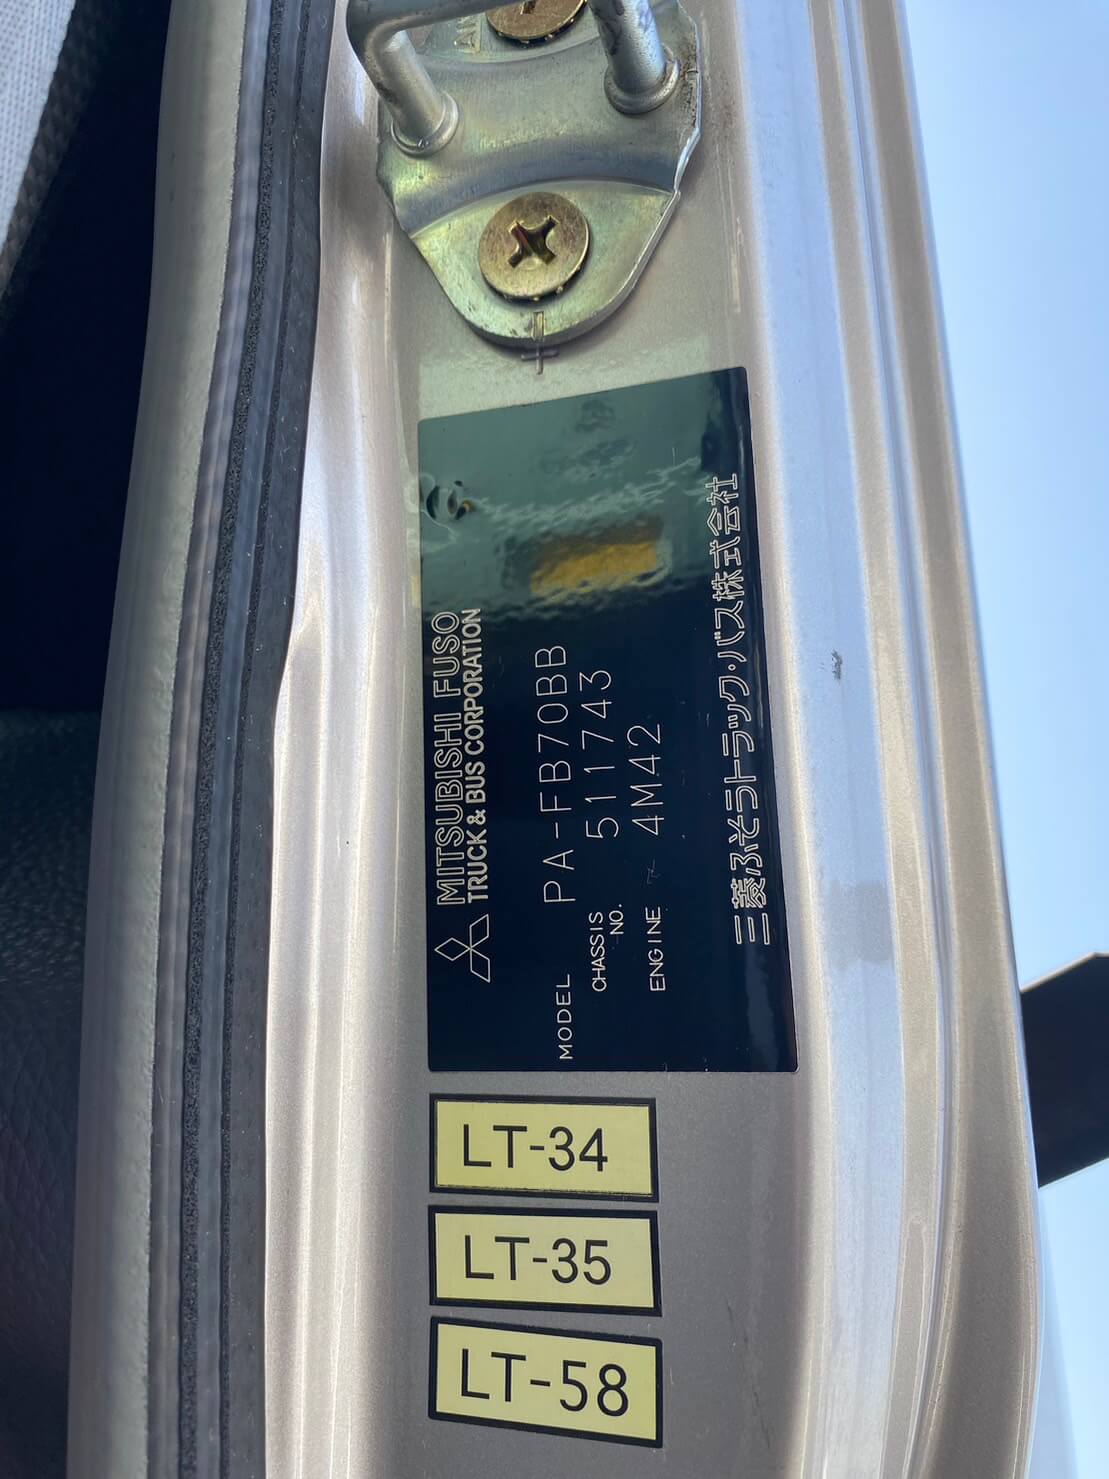 MITSUBISHI FUSO
TRUCK & BUS CORPORATION
MODEL PA-FB70BB
CHASSIS NO. 511743
ENGINE 4M42
三菱ふそうトラック・バス株式会社
LT-34
LT-35
LT-58